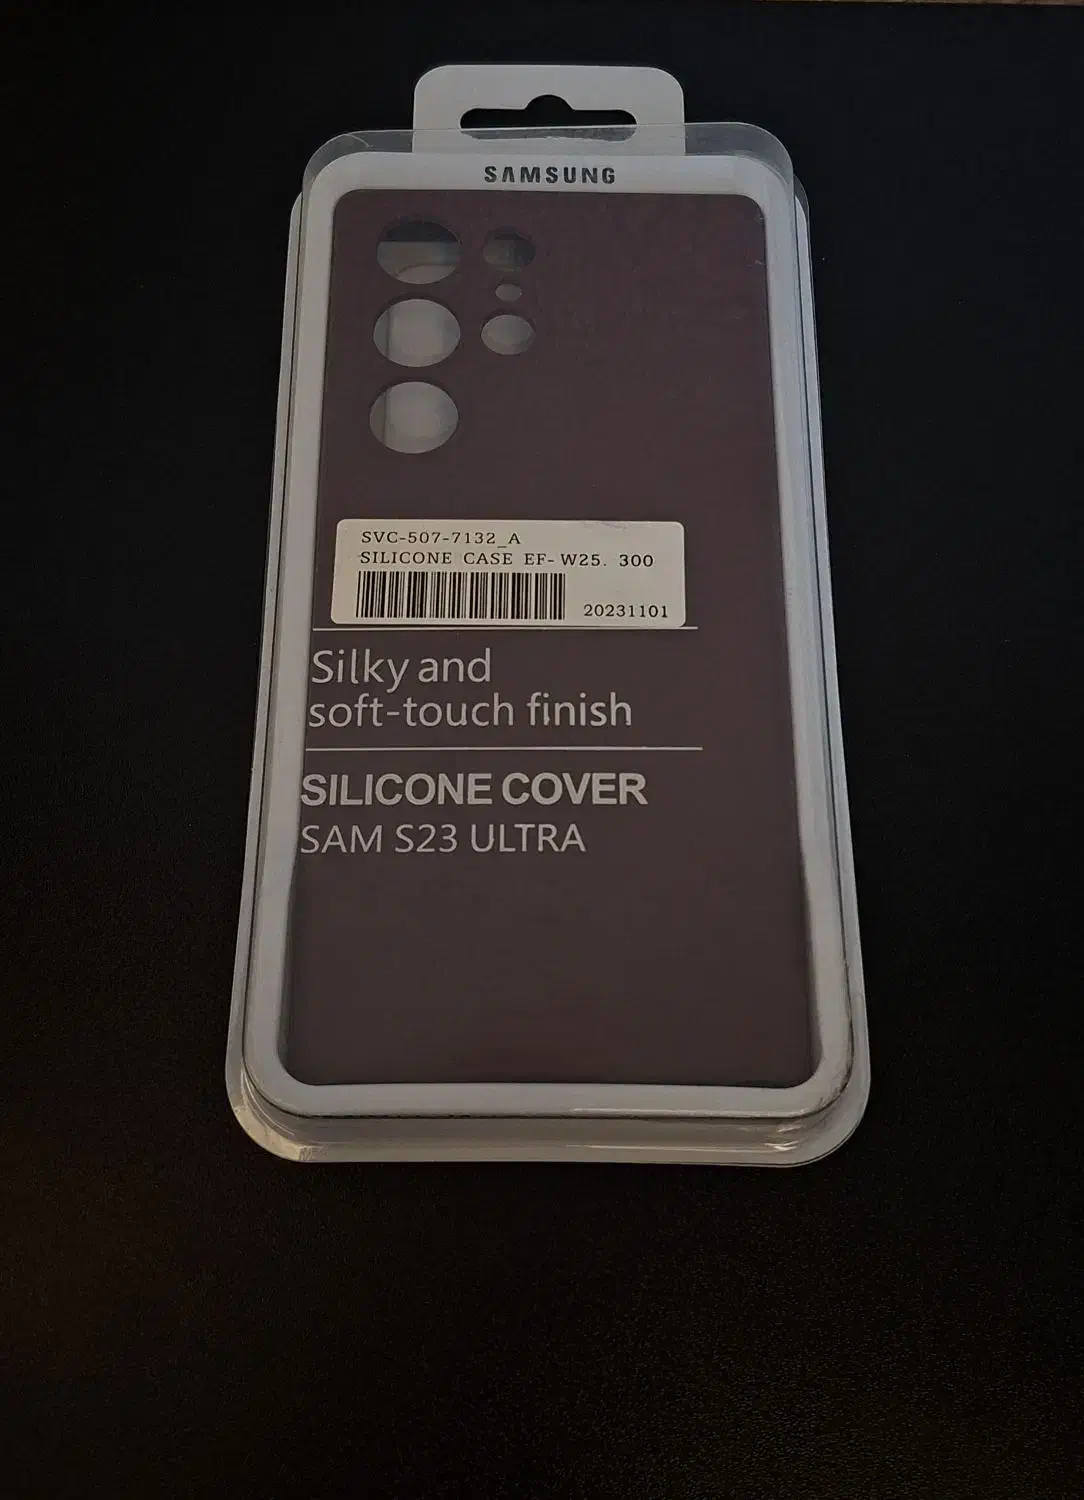 SAMSUNG
SVC-507-7132_A
SILICONE CASE EF-W25. 300
20231101
Silky and
soft-touch finish
SILICONE COVER
SAM S23 ULTRA